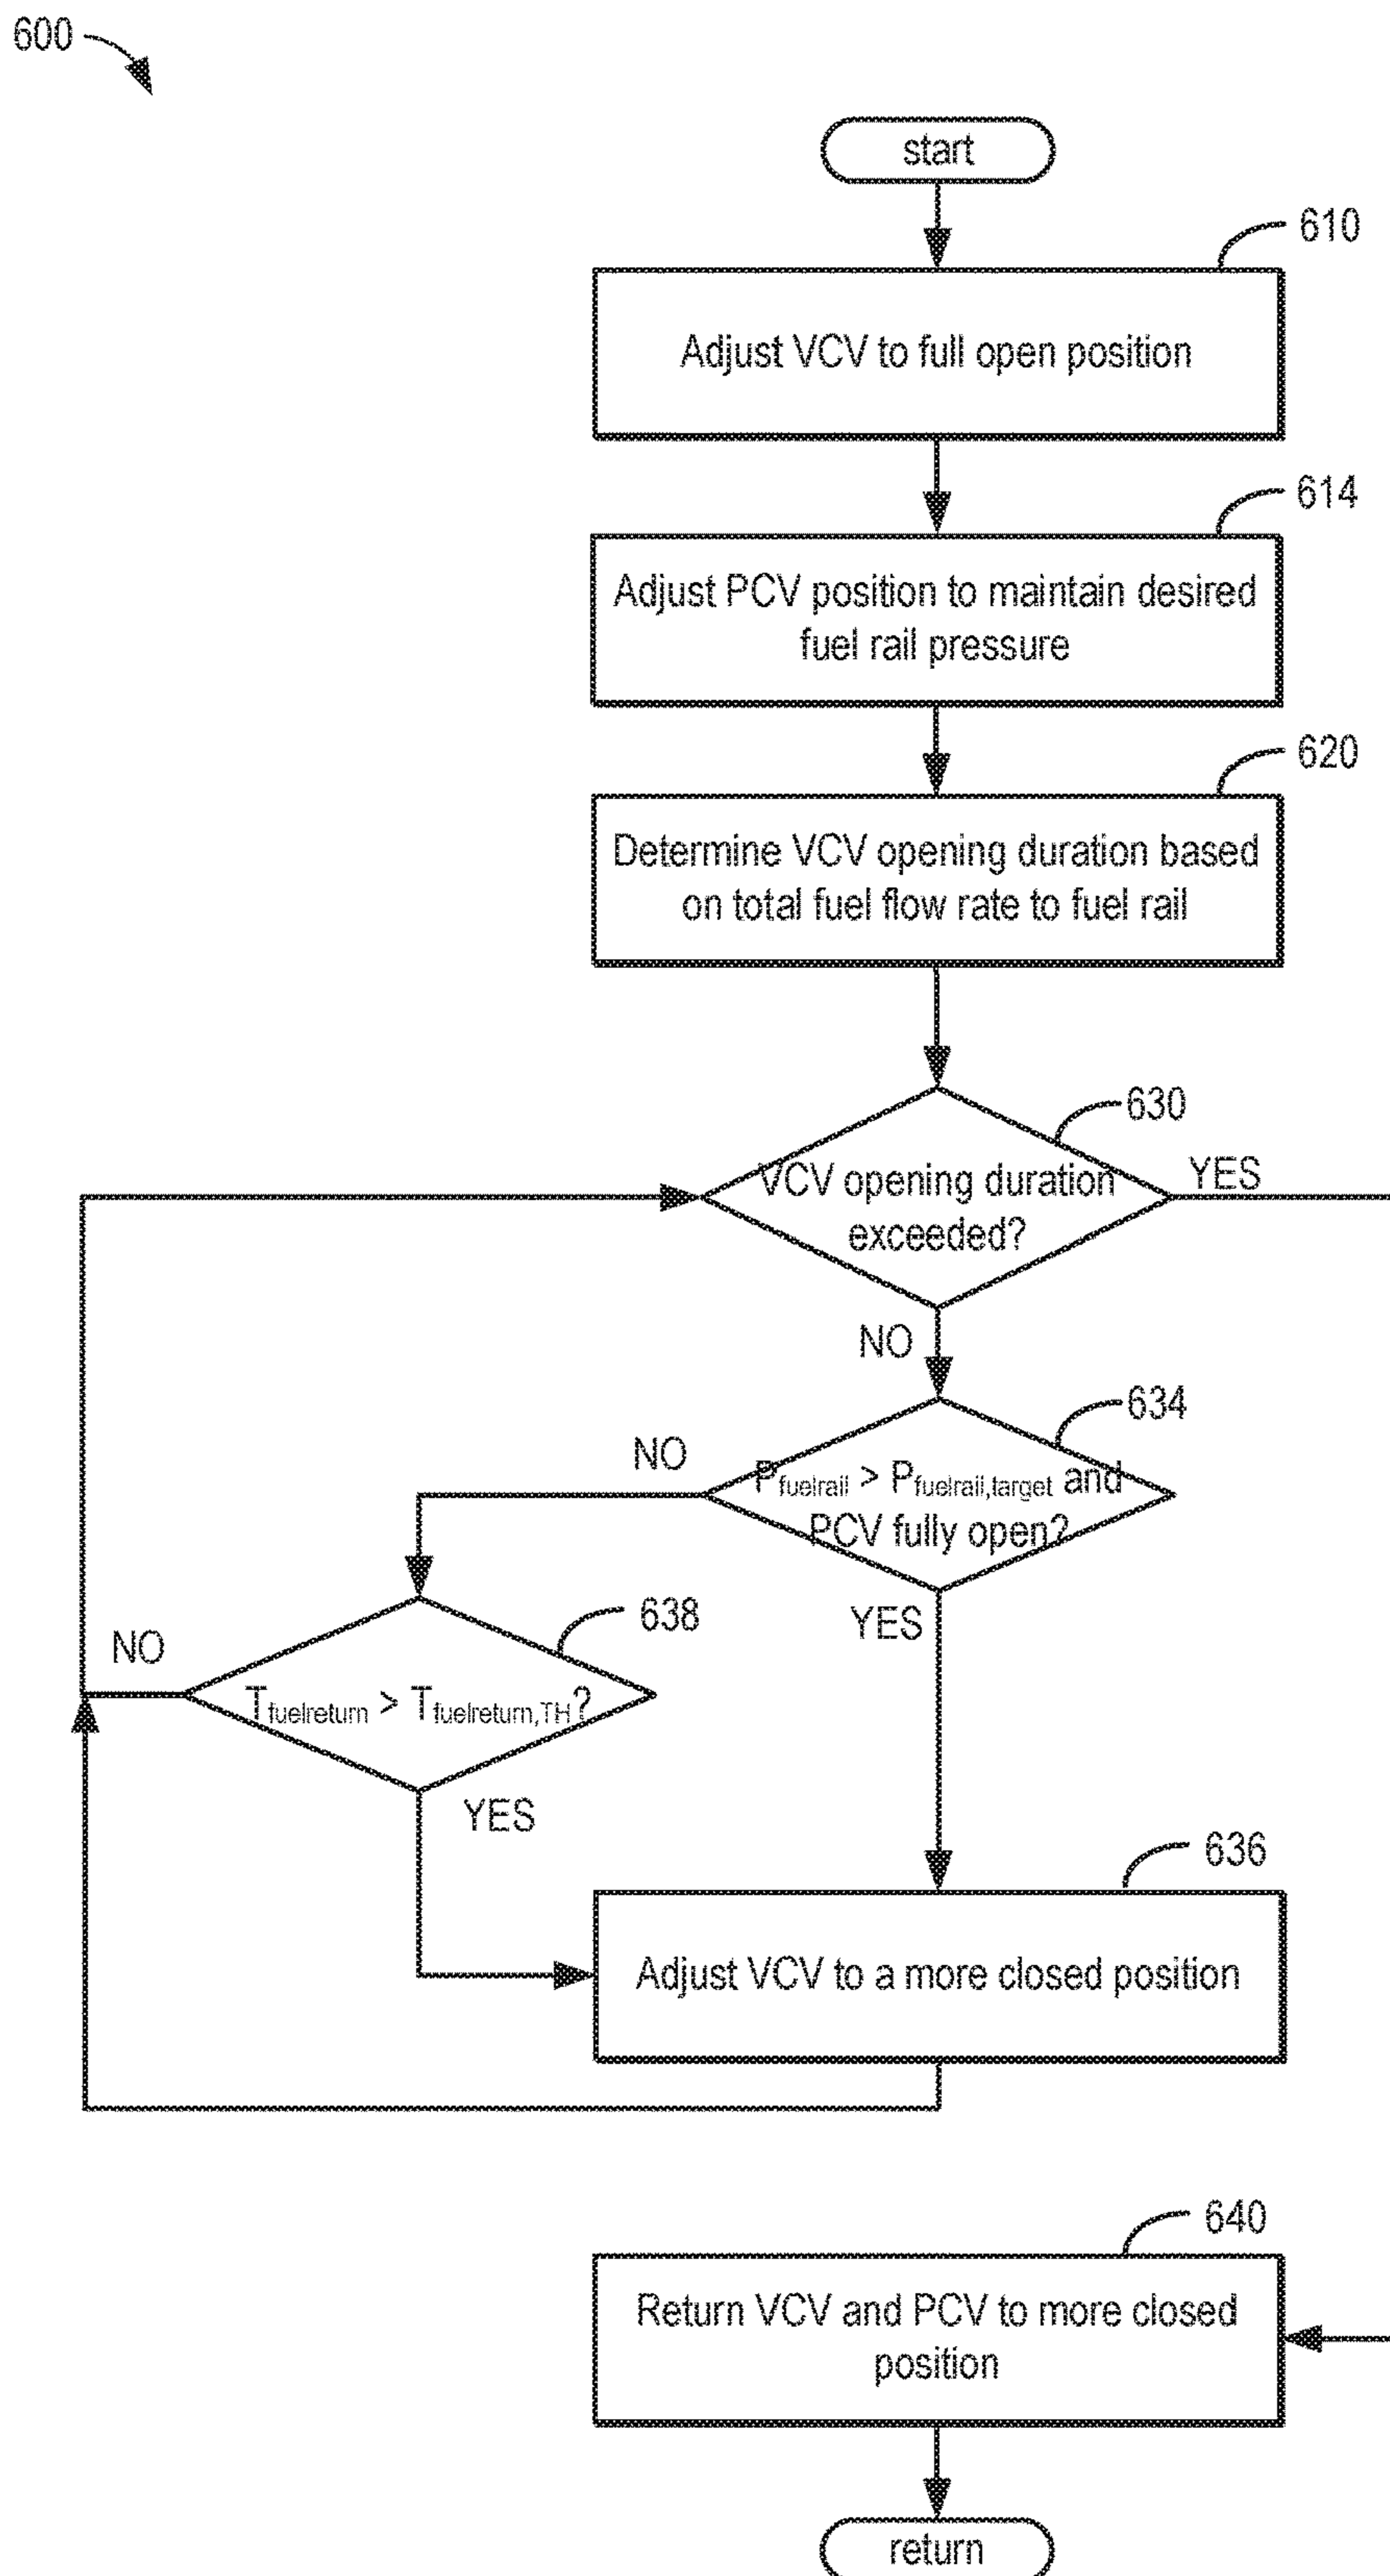 600
start
610
Adjust VCV to full open position
614
Adjust PCV position to maintain desired
fuel rail pressure
620
Determine VCV opening duration based
on total fuel flow rate to fuel rail
630
VCV opening duration
exceeded?
YES
NO
634
NO
Pfuelrail > Pfuelrail,target and
PCV fully open?
YES
638
NO
Tfuelreturn > Tfuelreturn,TH?
YES
636
Adjust VCV to a more closed position
640
Return VCV and PCV to more closed
position
return